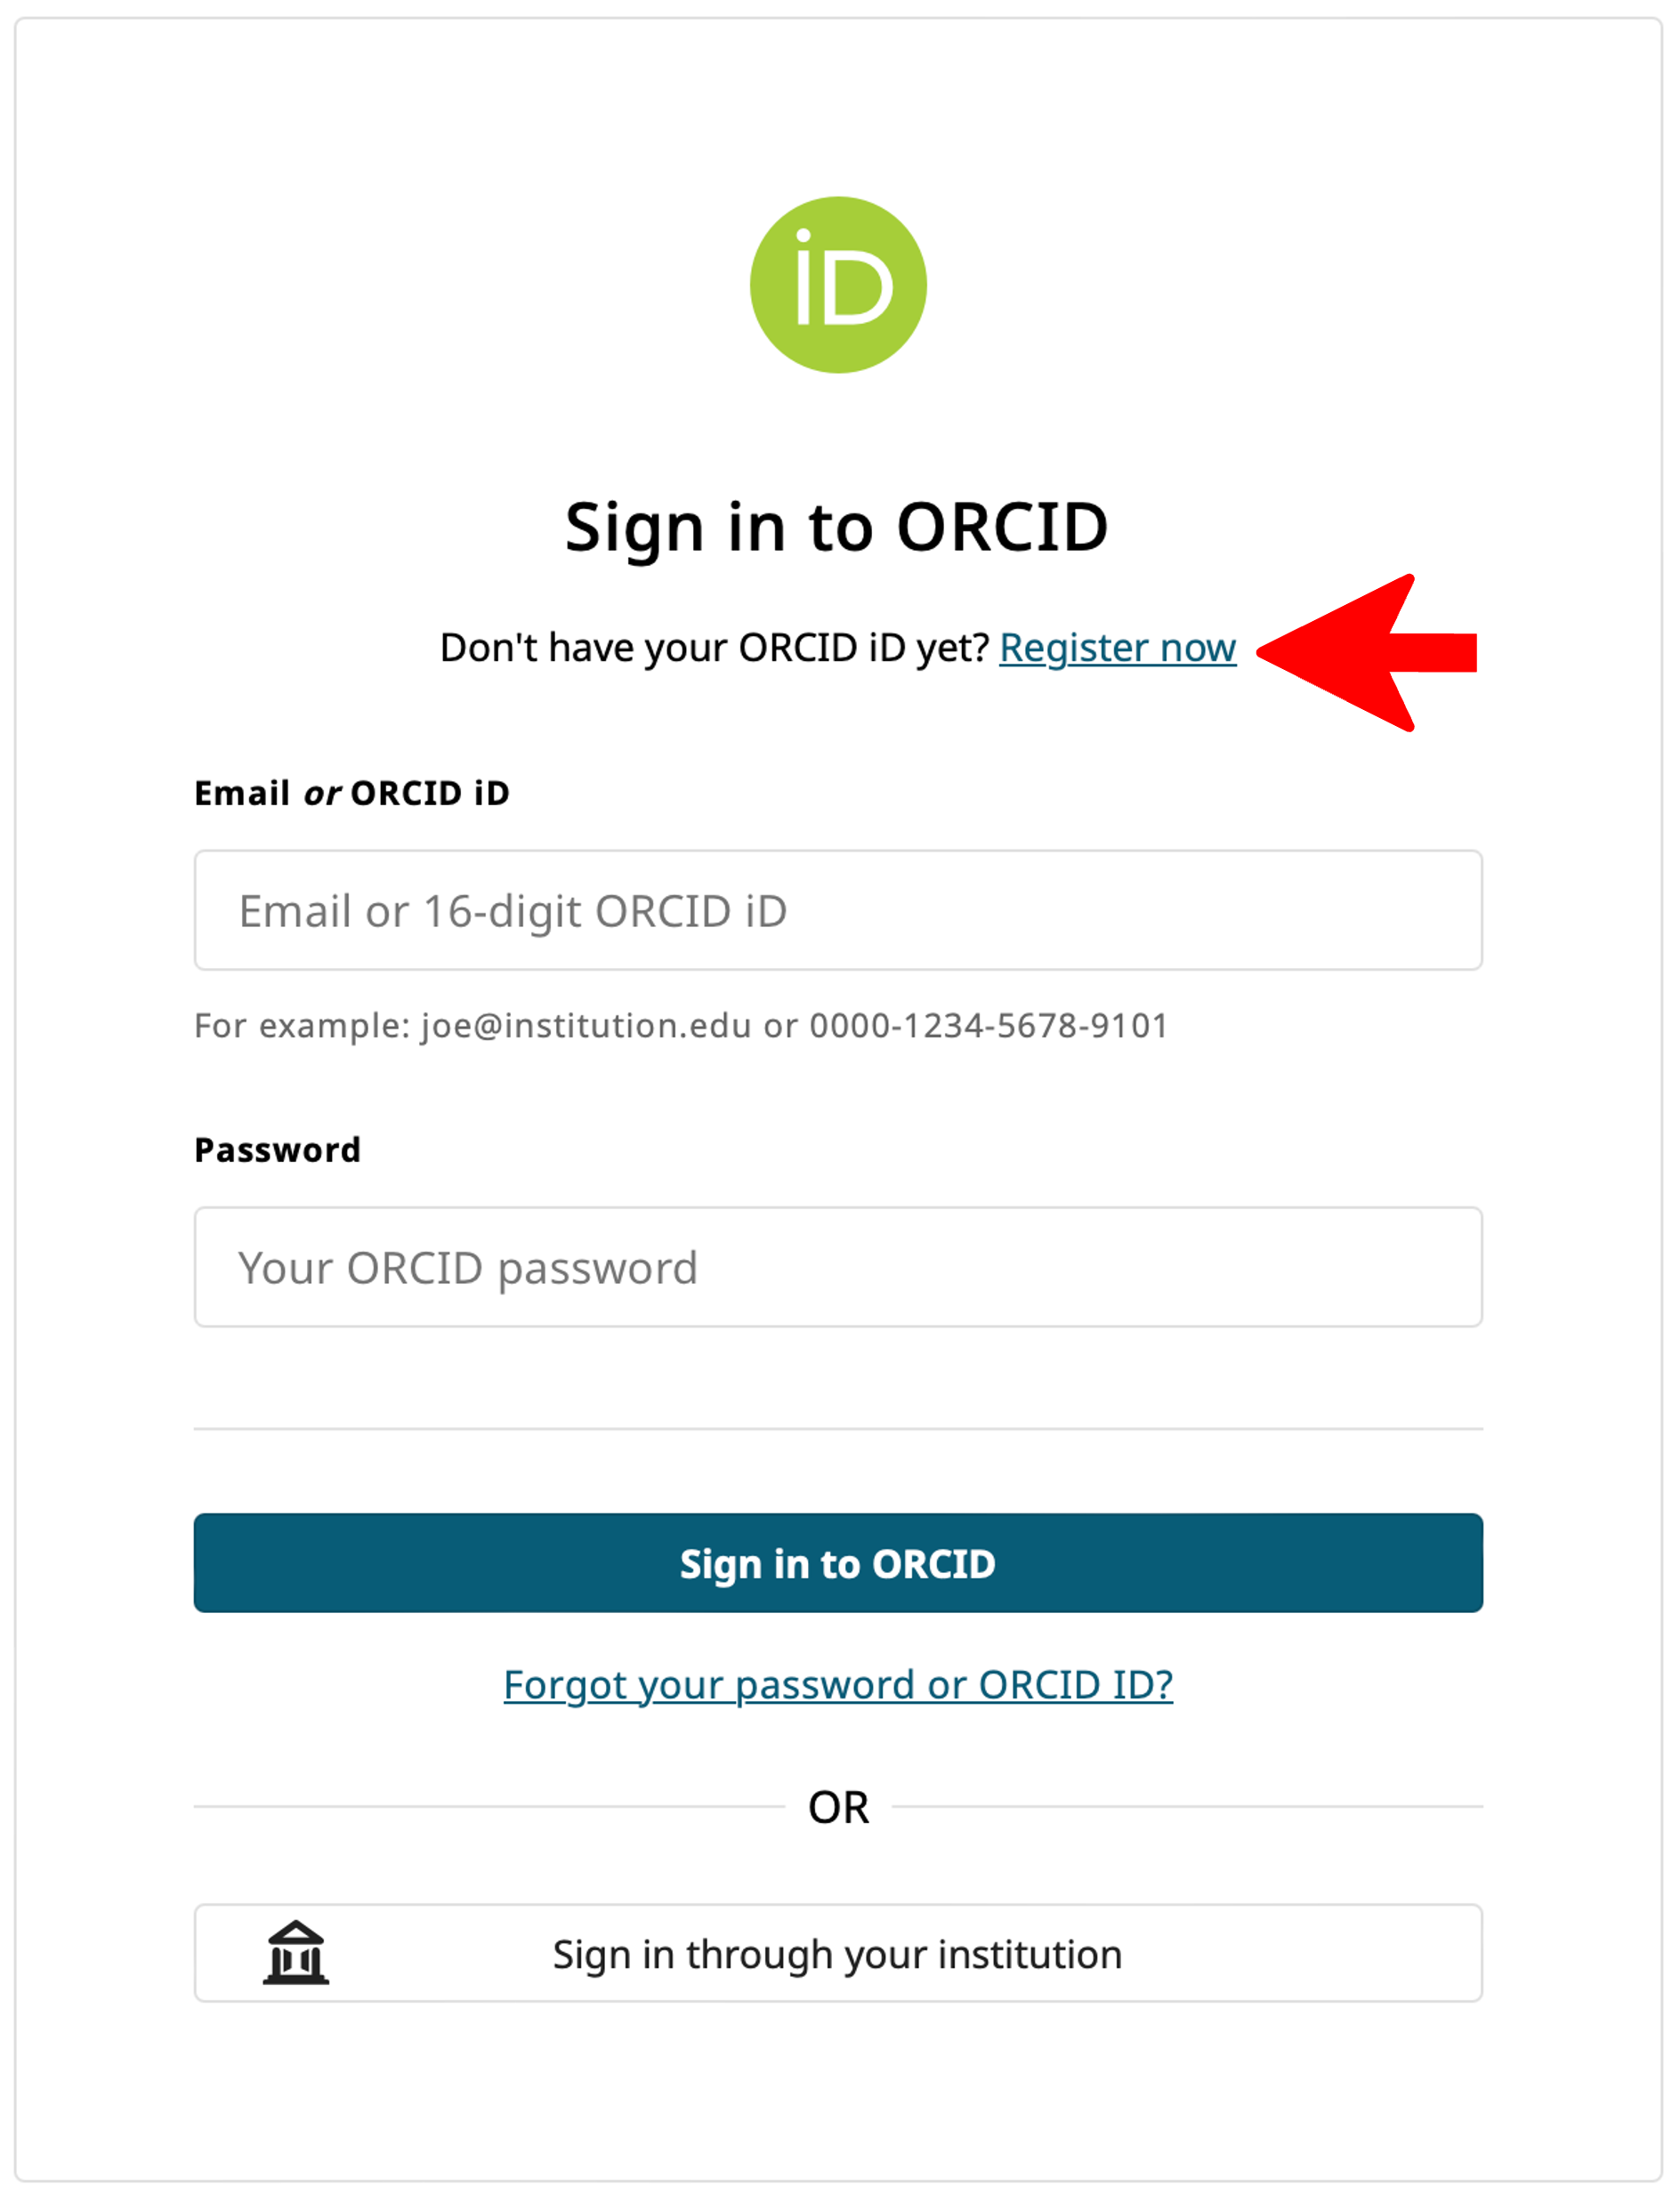 iD
Sign in to ORCID
Don't have your ORCID iD yet? Register now
Email or ORCID iD
Email or 16-digit ORCID iD
For example: joe@institution.edu or 0000-1234-5678-9101
Password
Your ORCID password
Sign in to ORCID
Forgot your password or ORCID ID?
OR
Sign in through your institution